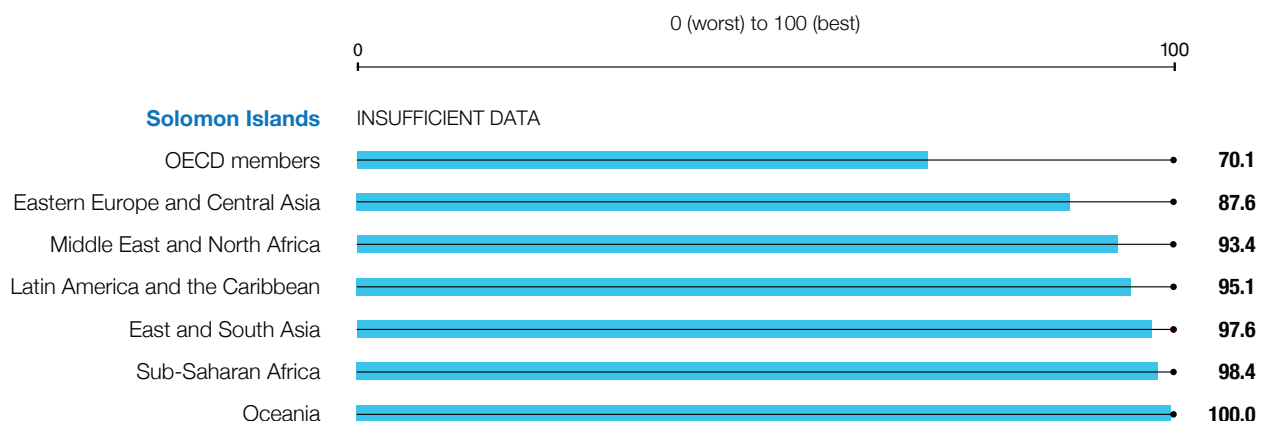 0 (worst) to 100 (best)
0 100
Solomon Islands INSUFFICIENT DATA
OECD members 70.1
Eastern Europe and Central Asia 87.6
Middle East and North Africa 93.4
Latin America and the Caribbean 95.1
East and South Asia 97.6
Sub-Saharan Africa 98.4
Oceania 100.0